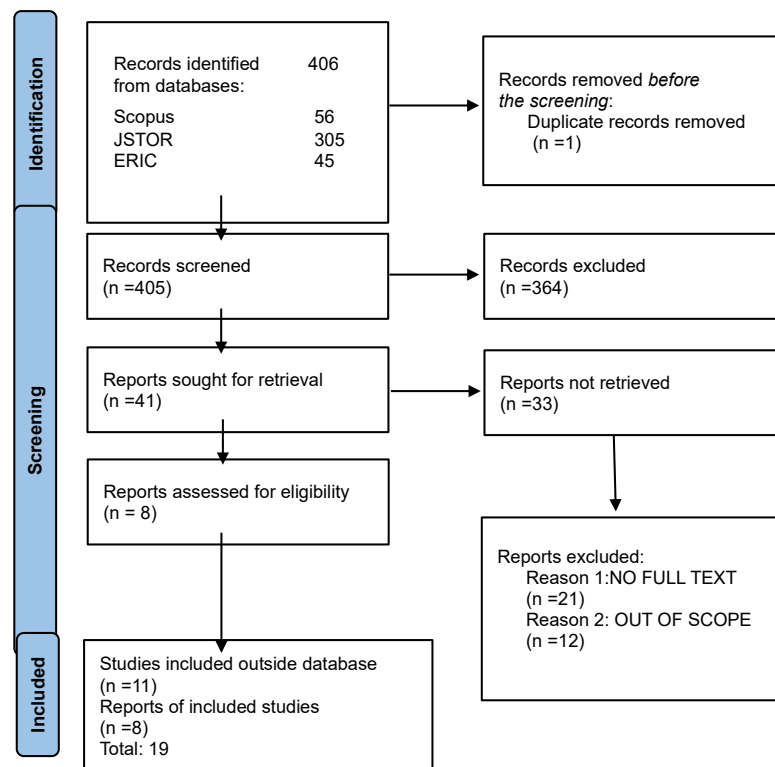 Identification
Records identified 406
from databases:
Scopus 56
JSTOR 305
ERIC 45
Records removed before
the screening:
Duplicate records removed
(n =1)
Screening
Records screened
(n =405)
Records excluded
(n =364)
Reports sought for retrieval
(n =41)
Reports not retrieved
(n =33)
Reports assessed for eligibility
(n = 8)
Reports excluded:
Reason 1:NO FULL TEXT
(n =21)
Reason 2: OUT OF SCOPE
(n =12)
Included
Studies included outside database
(n =11)
Reports of included studies
(n =8)
Total: 19